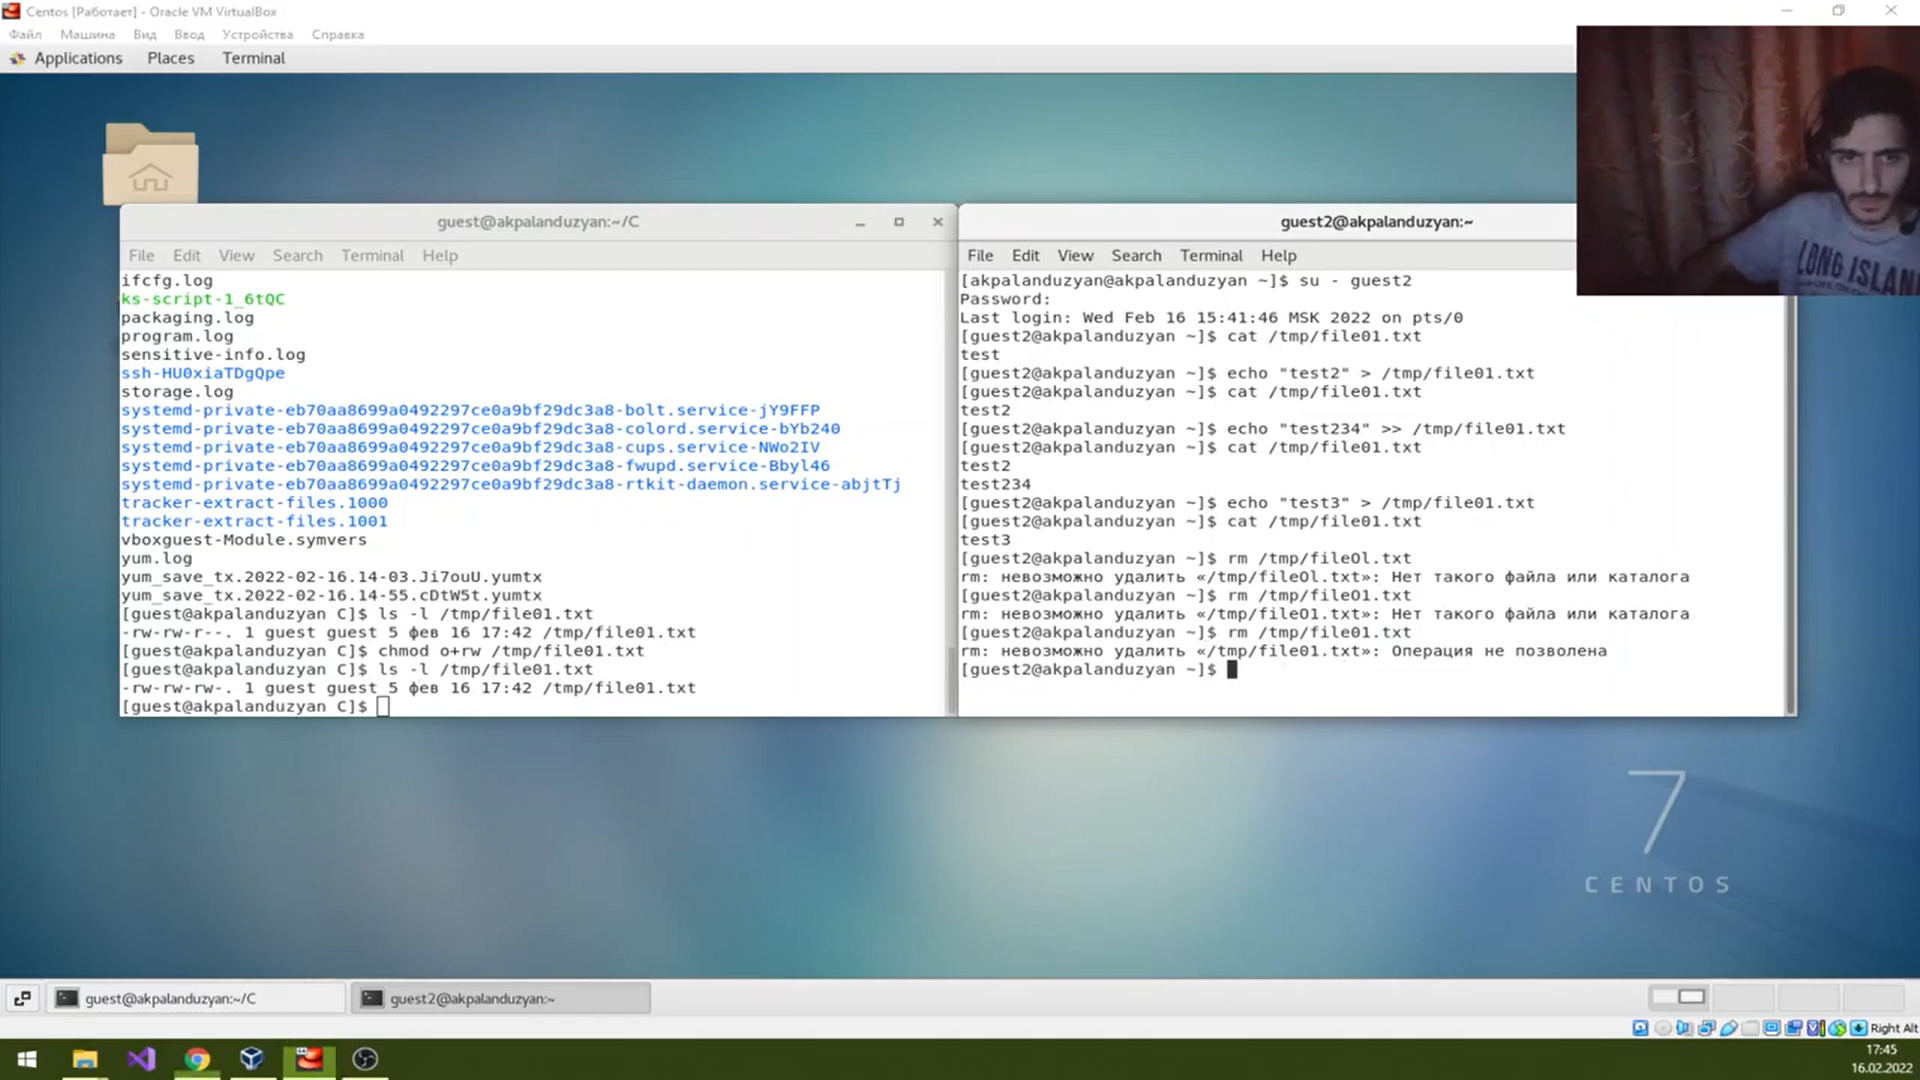 Centos [Работает] - Oracle VM VirtualBox
Файл Машина Вид Ввод Устройства Справка
Applications Places Terminal
guest@akpalanduzyan:~/C
File Edit View Search Terminal Help
ifcfg.log
ks-script-1_6tQC
packaging.log
program.log
sensitive-info.log
ssh-HU0xiaTDgQpe
storage.log
systemd-private-eb70aa8699a0492297ce0a9bf29dc3a8-bolt.service-jY9FFP
systemd-private-eb70aa8699a0492297ce0a9bf29dc3a8-colord.service-bYb240
systemd-private-eb70aa8699a0492297ce0a9bf29dc3a8-cups.service-NWo2IV
systemd-private-eb70aa8699a0492297ce0a9bf29dc3a8-fwupd.service-Bbyl46
systemd-private-eb70aa8699a0492297ce0a9bf29dc3a8-rtkit-daemon.service-abjtTj
tracker-extract-files.1000
tracker-extract-files.1001
vboxguest-Module.symvers
yum.log
yum_save_tx.2022-02-16.14-03.Ji7ouU.yumtx
yum_save_tx.2022-02-16.14-55.cDtW5t.yumtx
[guest@akpalanduzyan C]$ ls -l /tmp/file01.txt
-rw-rw-r--. 1 guest guest 5 фев 16 17:42 /tmp/file01.txt
[guest@akpalanduzyan C]$ chmod o+rw /tmp/file01.txt
[guest@akpalanduzyan C]$ ls -l /tmp/file01.txt
-rw-rw-rw-. 1 guest guest 5 фев 16 17:42 /tmp/file01.txt
[guest@akpalanduzyan C]$
guest2@akpalanduzyan:~
File Edit View Search Terminal Help
[akpalanduzyan@akpalanduzyan ~]$ su - guest2
Password:
Last login: Wed Feb 16 15:41:46 MSK 2022 on pts/0
[guest2@akpalanduzyan ~]$ cat /tmp/file01.txt
test
[guest2@akpalanduzyan ~]$ echo "test2" > /tmp/file01.txt
[guest2@akpalanduzyan ~]$ cat /tmp/file01.txt
test2
[guest2@akpalanduzyan ~]$ echo "test234" >> /tmp/file01.txt
[guest2@akpalanduzyan ~]$ cat /tmp/file01.txt
test2
test234
[guest2@akpalanduzyan ~]$ echo "test3" > /tmp/file01.txt
[guest2@akpalanduzyan ~]$ cat /tmp/file01.txt
test3
[guest2@akpalanduzyan ~]$ rm /tmp/fileOl.txt
rm: невозможно удалить «/tmp/fileOl.txt»: Нет такого файла или каталога
[guest2@akpalanduzyan ~]$ rm /tmp/fileO1.txt
rm: невозможно удалить «/tmp/fileO1.txt»: Нет такого файла или каталога
[guest2@akpalanduzyan ~]$ rm /tmp/file01.txt
rm: невозможно удалить «/tmp/file01.txt»: Операция не позволена
[guest2@akpalanduzyan ~]$
LONG ISLAND
7
CENTOS
guest@akpalanduzyan:~/C
guest2@akpalanduzyan:~
Right Alt
17:45
16.02.2022